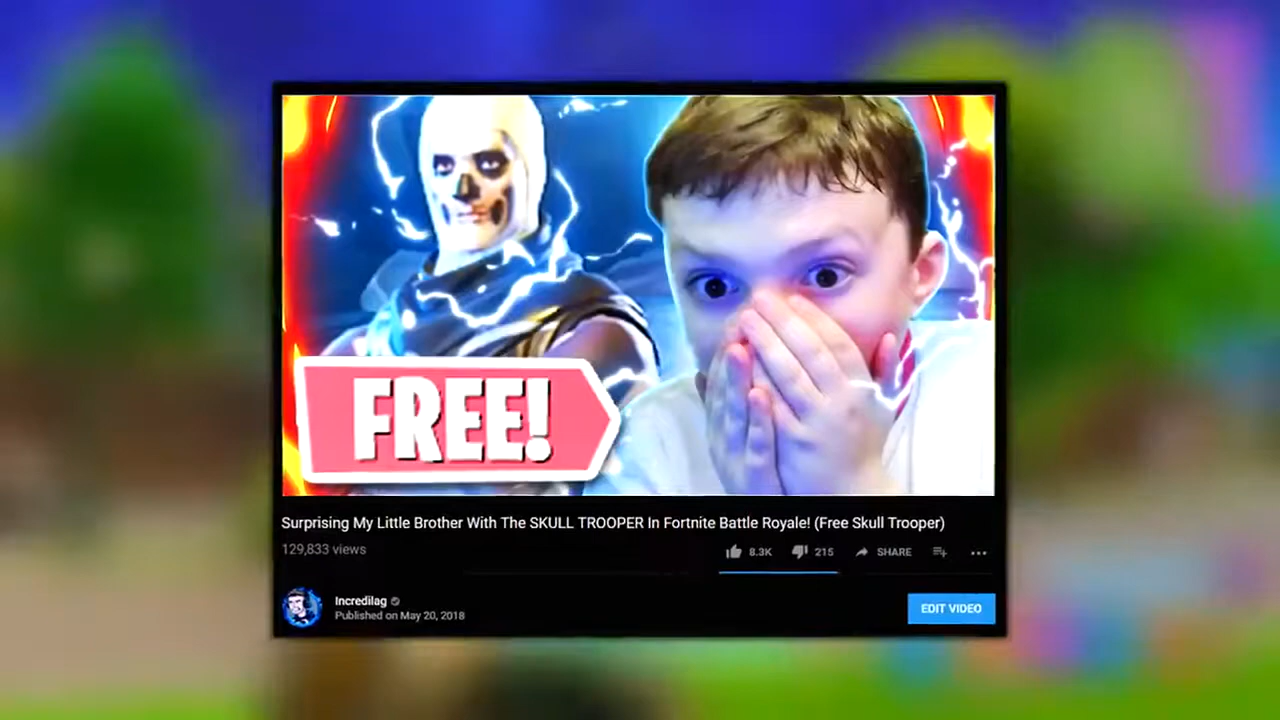 FREE!
Surprising My Little Brother With The SKULL TROOPER In Fortnite Battle Royale! (Free Skull Trooper)
129,833 views
8.3K 215 SHARE
Incredilag
Published on May 20, 2018
EDIT VIDEO